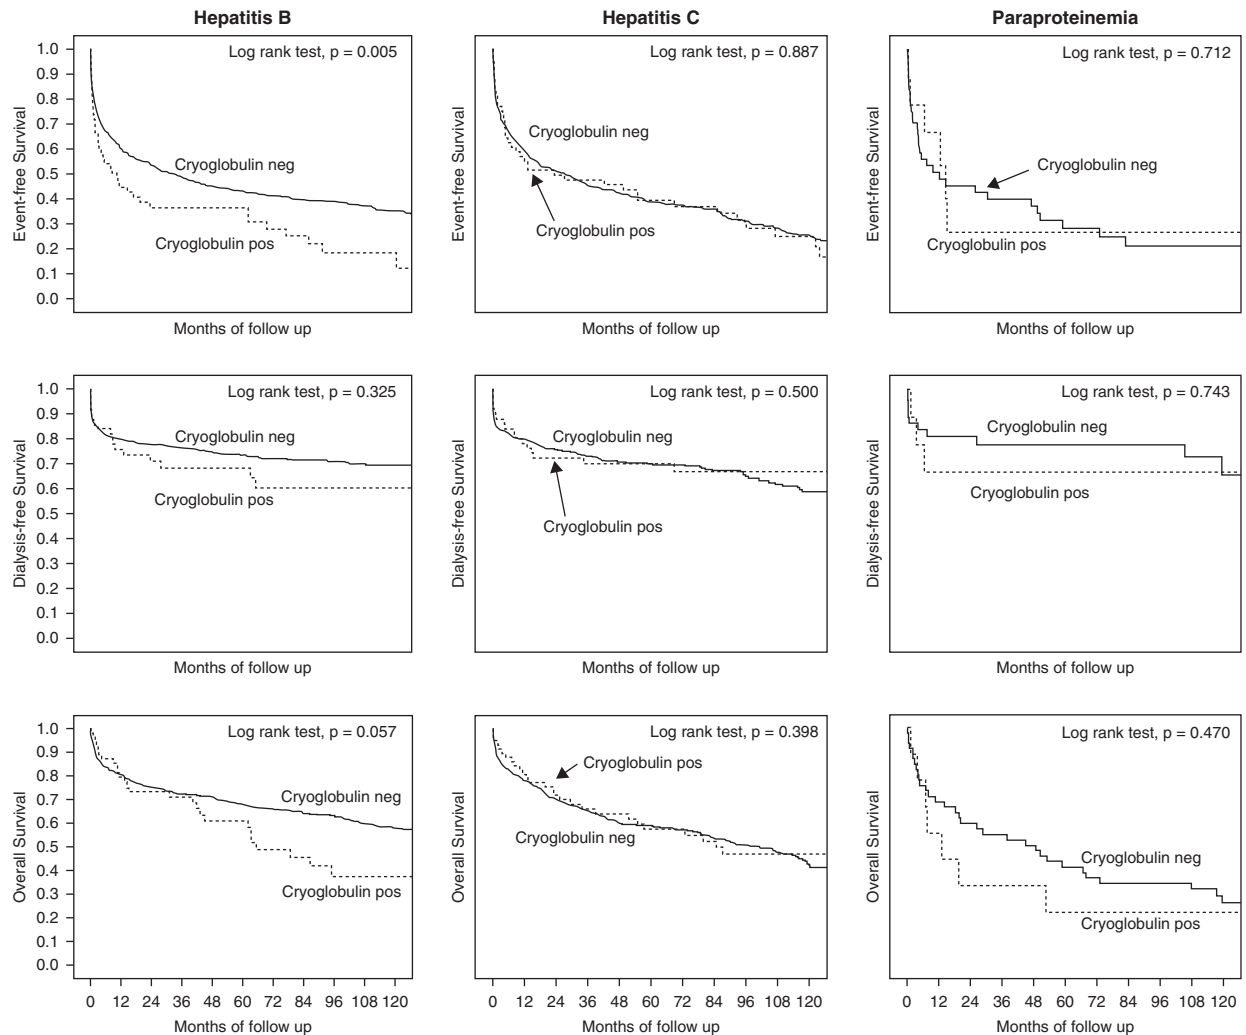 Hepatitis B
Hepatitis C
Paraproteinemia
Event-free Survival
1.0
0.9
0.8
0.7
0.6
0.5
0.4
0.3
0.2
0.1
0.0
Log rank test, p = 0.005
Cryoglobulin neg
Cryoglobulin pos
Months of follow up
Event-free Survival
Log rank test, p = 0.887
Cryoglobulin neg
Cryoglobulin pos
Months of follow up
Event-free Survival
Log rank test, p = 0.712
Cryoglobulin neg
Cryoglobulin pos
Months of follow up
Dialysis-free Survival
1.0
0.9
0.8
0.7
0.6
0.5
0.4
0.3
0.2
0.1
0.0
Log rank test, p = 0.325
Cryoglobulin neg
Cryoglobulin pos
Months of follow up
Dialysis-free Survival
Log rank test, p = 0.500
Cryoglobulin neg
Cryoglobulin pos
Months of follow up
Dialysis-free Survival
Log rank test, p = 0.743
Cryoglobulin neg
Cryoglobulin pos
Months of follow up
Overall Survival
1.0
0.9
0.8
0.7
0.6
0.5
0.4
0.3
0.2
0.1
0.0
Log rank test, p = 0.057
Cryoglobulin neg
Cryoglobulin pos
0 12 24 36 48 60 72 84 96 108 120
Months of follow up
Overall Survival
Log rank test, p = 0.398
Cryoglobulin pos
Cryoglobulin neg
0 12 24 36 48 60 72 84 96 108 120
Months of follow up
Overall Survival
Log rank test, p = 0.470
Cryoglobulin neg
Cryoglobulin pos
0 12 24 36 48 60 72 84 96 108 120
Months of follow up